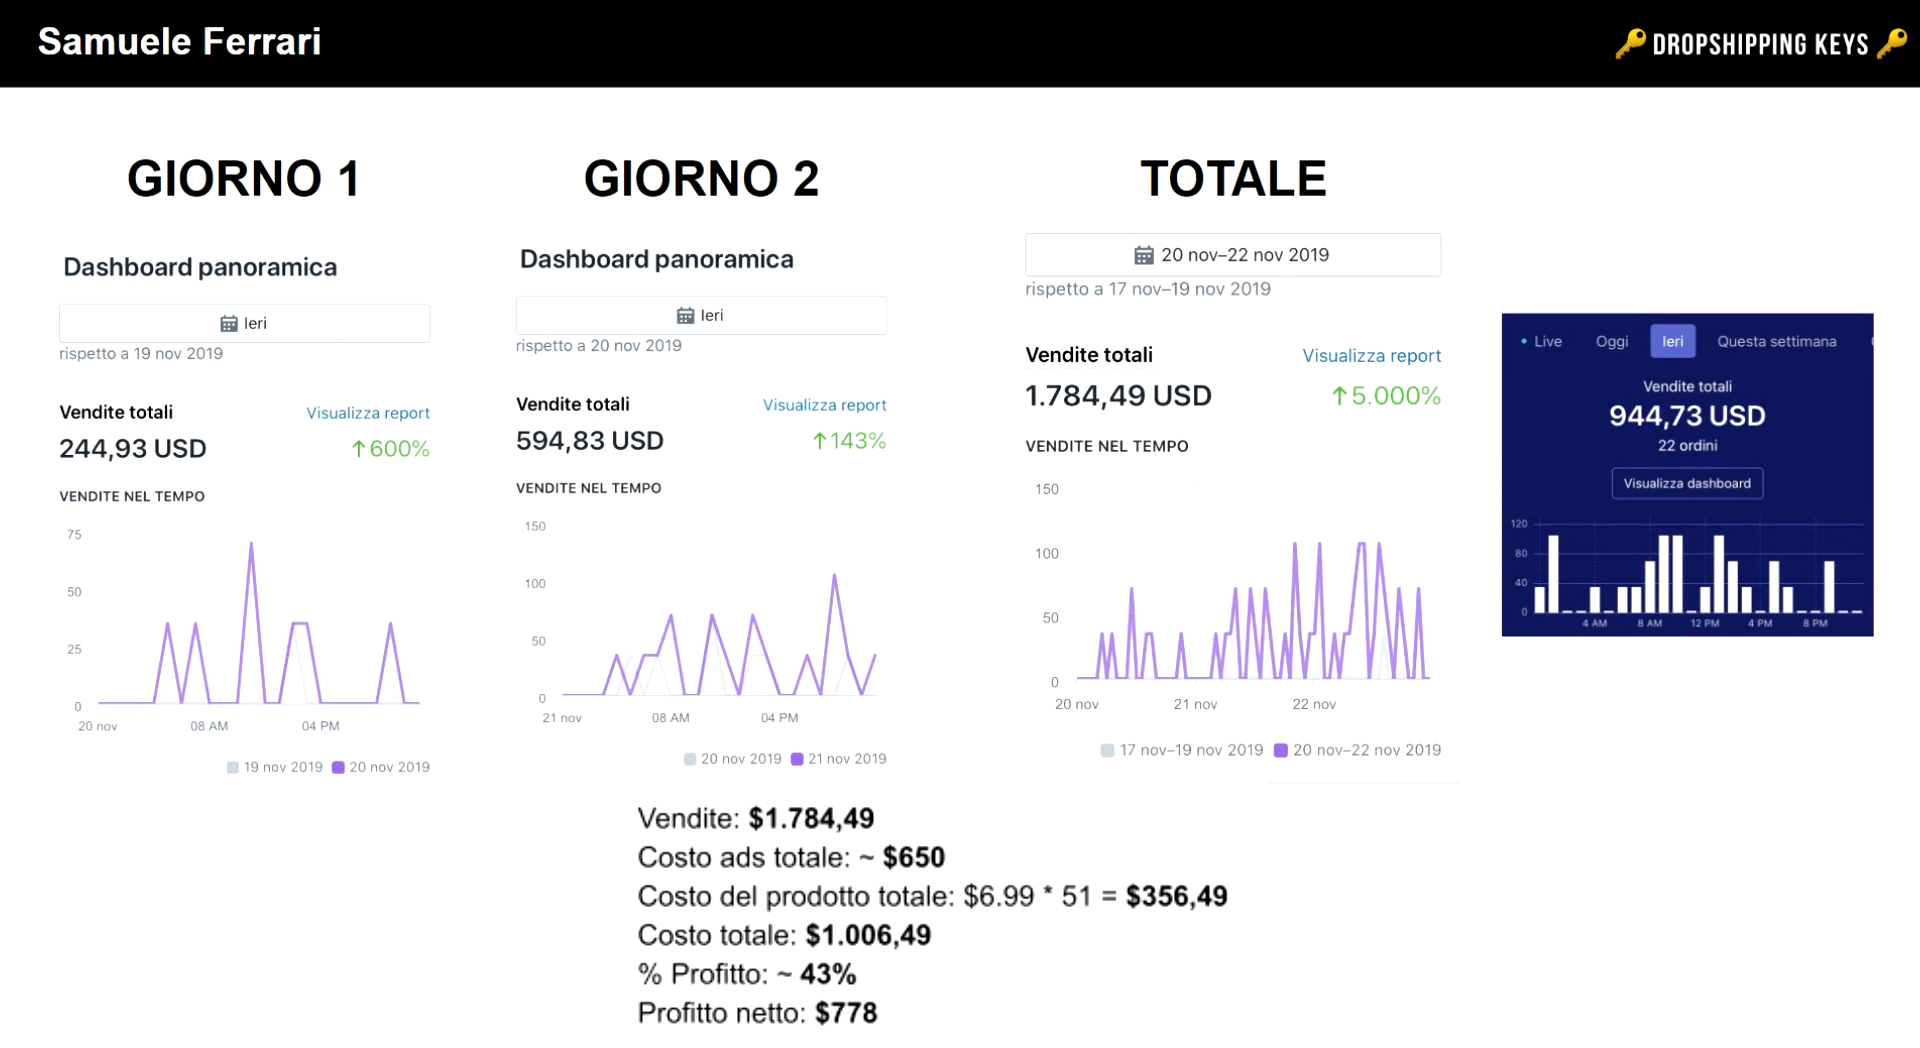 Samuele Ferrari
🔑 DROPSHIPPING KEYS 🔑
GIORNO 1
Dashboard panoramica
Ieri
rispetto a 19 nov 2019
Vendite totali
Visualizza report
244,93 USD
↑600%
VENDITE NEL TEMPO
75
50
25
0
20 nov
08 AM
04 PM
19 nov 2019
20 nov 2019
GIORNO 2
Dashboard panoramica
Ieri
rispetto a 20 nov 2019
Vendite totali
Visualizza report
594,83 USD
↑143%
VENDITE NEL TEMPO
150
100
50
0
21 nov
08 AM
04 PM
20 nov 2019
21 nov 2019
TOTALE
20 nov–22 nov 2019
rispetto a 17 nov–19 nov 2019
Vendite totali
Visualizza report
1.784,49 USD
↑5.000%
VENDITE NEL TEMPO
150
100
50
0
20 nov
21 nov
22 nov
17 nov–19 nov 2019
20 nov–22 nov 2019
Live
Oggi
Ieri
Questa settimana
Vendite totali
944,73 USD
22 ordini
Visualizza dashboard
120
80
40
0
4 AM
8 AM
12 PM
4 PM
8 PM
Vendite: $1.784,49
Costo ads totale: ~ $650
Costo del prodotto totale: $6.99 * 51 = $356,49
Costo totale: $1.006,49
% Profitto: ~ 43%
Profitto netto: $778